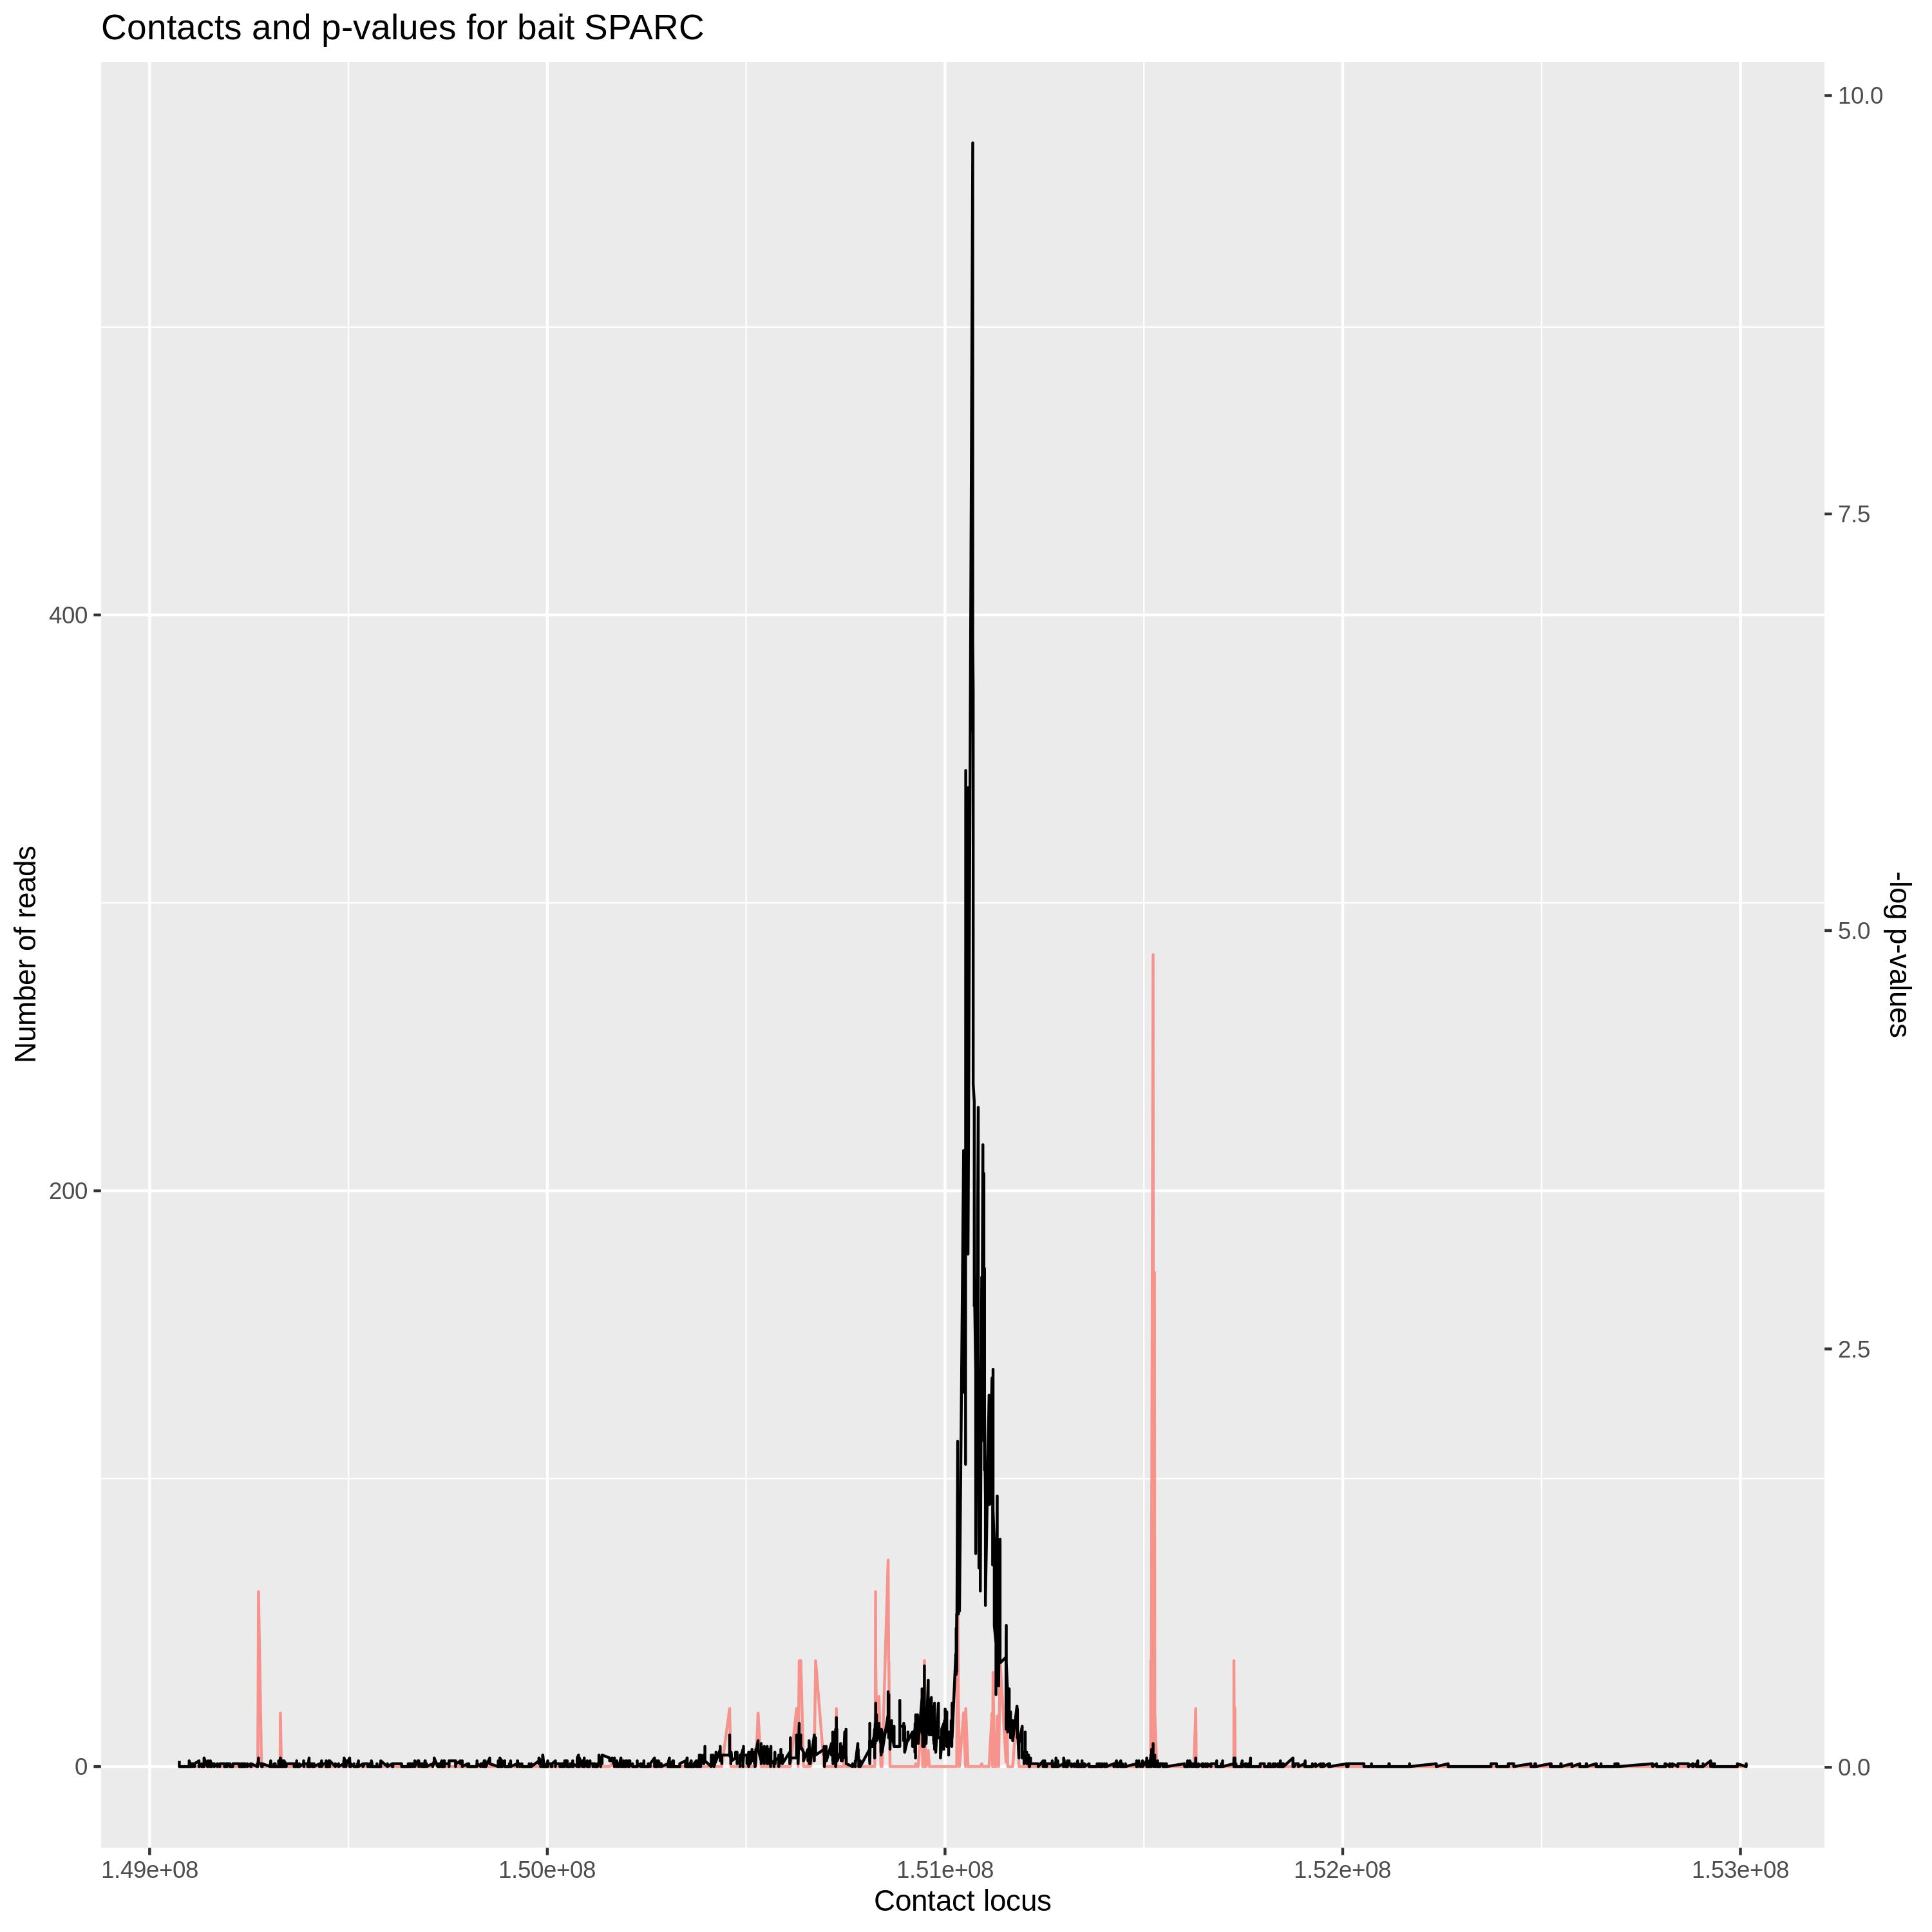 Contacts and p-values for bait SPARC
10.0
7.5
400
5.0
Number of reads
-log p-values
200
2.5
0
0.0
1.49e+08
1.50e+08
1.51e+08
1.52e+08
1.53e+08
Contact locus